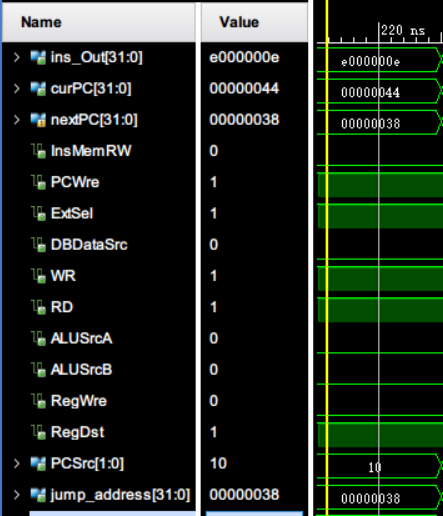 Name Value
220 ns
ins_Out[31:0] e000000e e000000e
curPC[31:0] 00000044 00000044
nextPC[31:0] 00000038 00000038
InsMemRW 0
PCWre 1
ExtSel 1
DBDataSrc 0
WR 1
RD 1
ALUSrcA 0
ALUSrcB 0
RegWre 0
RegDst 1
PCSrc[1:0] 10 10
jump_address[31:0] 00000038 00000038